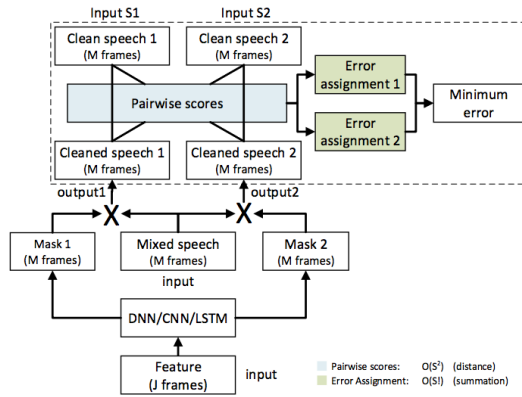 Input S1
Input S2
Clean speech 1
(M frames)
Clean speech 2
(M frames)
Pairwise scores
Error
assignment 1
Error
assignment 2
Minimum
error
Cleaned speech 1
(M frames)
Cleaned speech 2
(M frames)
output1
output2
X
X
Mask 1
(M frames)
Mixed speech
(M frames)
Mask 2
(M frames)
input
DNN/CNN/LSTM
Feature
(J frames)
input
Pairwise scores: O(S²) (distance)
Error Assignment: O(S!) (summation)